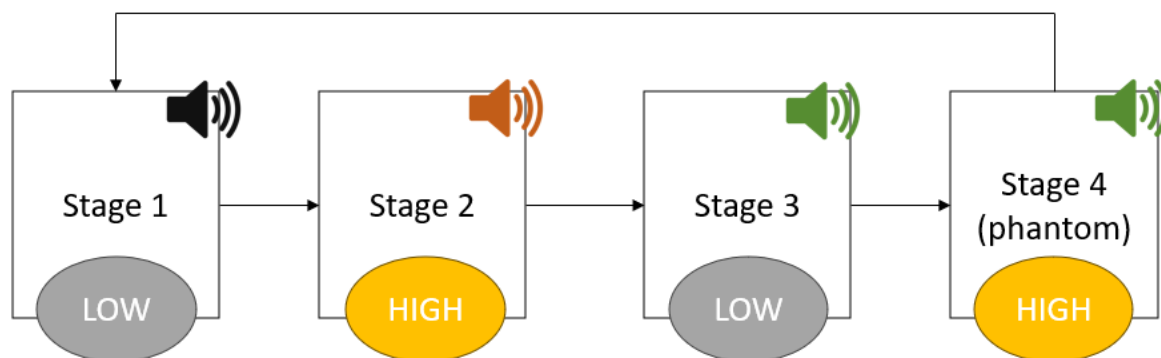 Stage 1
LOW
Stage 2
HIGH
Stage 3
LOW
Stage 4
(phantom)
HIGH